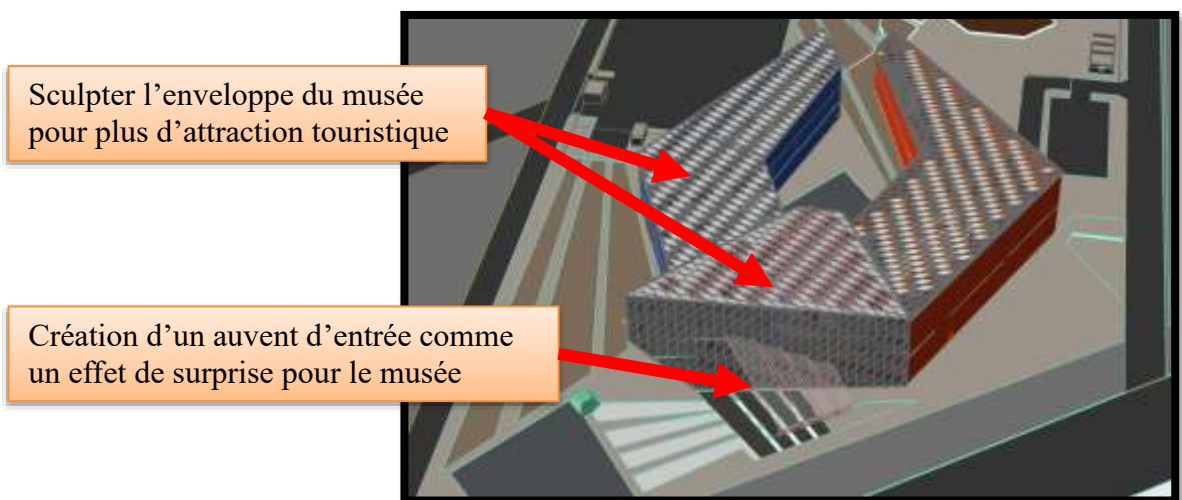 Sculpter l’enveloppe du musée
pour plus d’attraction touristique
Création d’un auvent d’entrée comme
un effet de surprise pour le musée